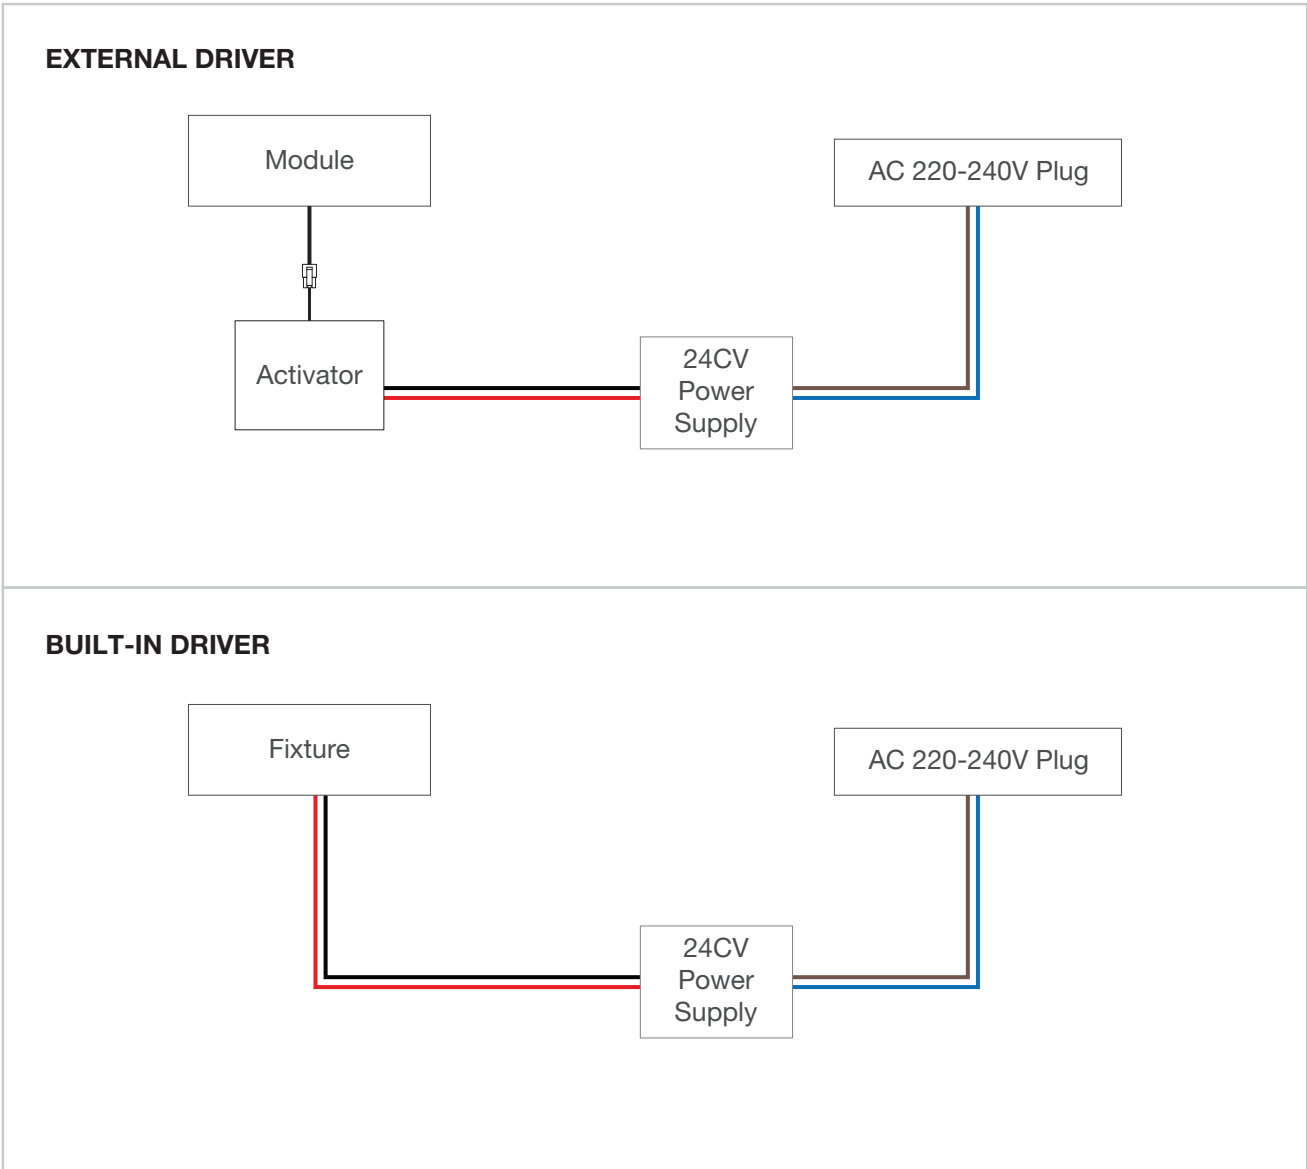 EXTERNAL DRIVER
Module
AC 220-240V Plug
Activator
24CV
Power
Supply
BUILT-IN DRIVER
Fixture
AC 220-240V Plug
24CV
Power
Supply